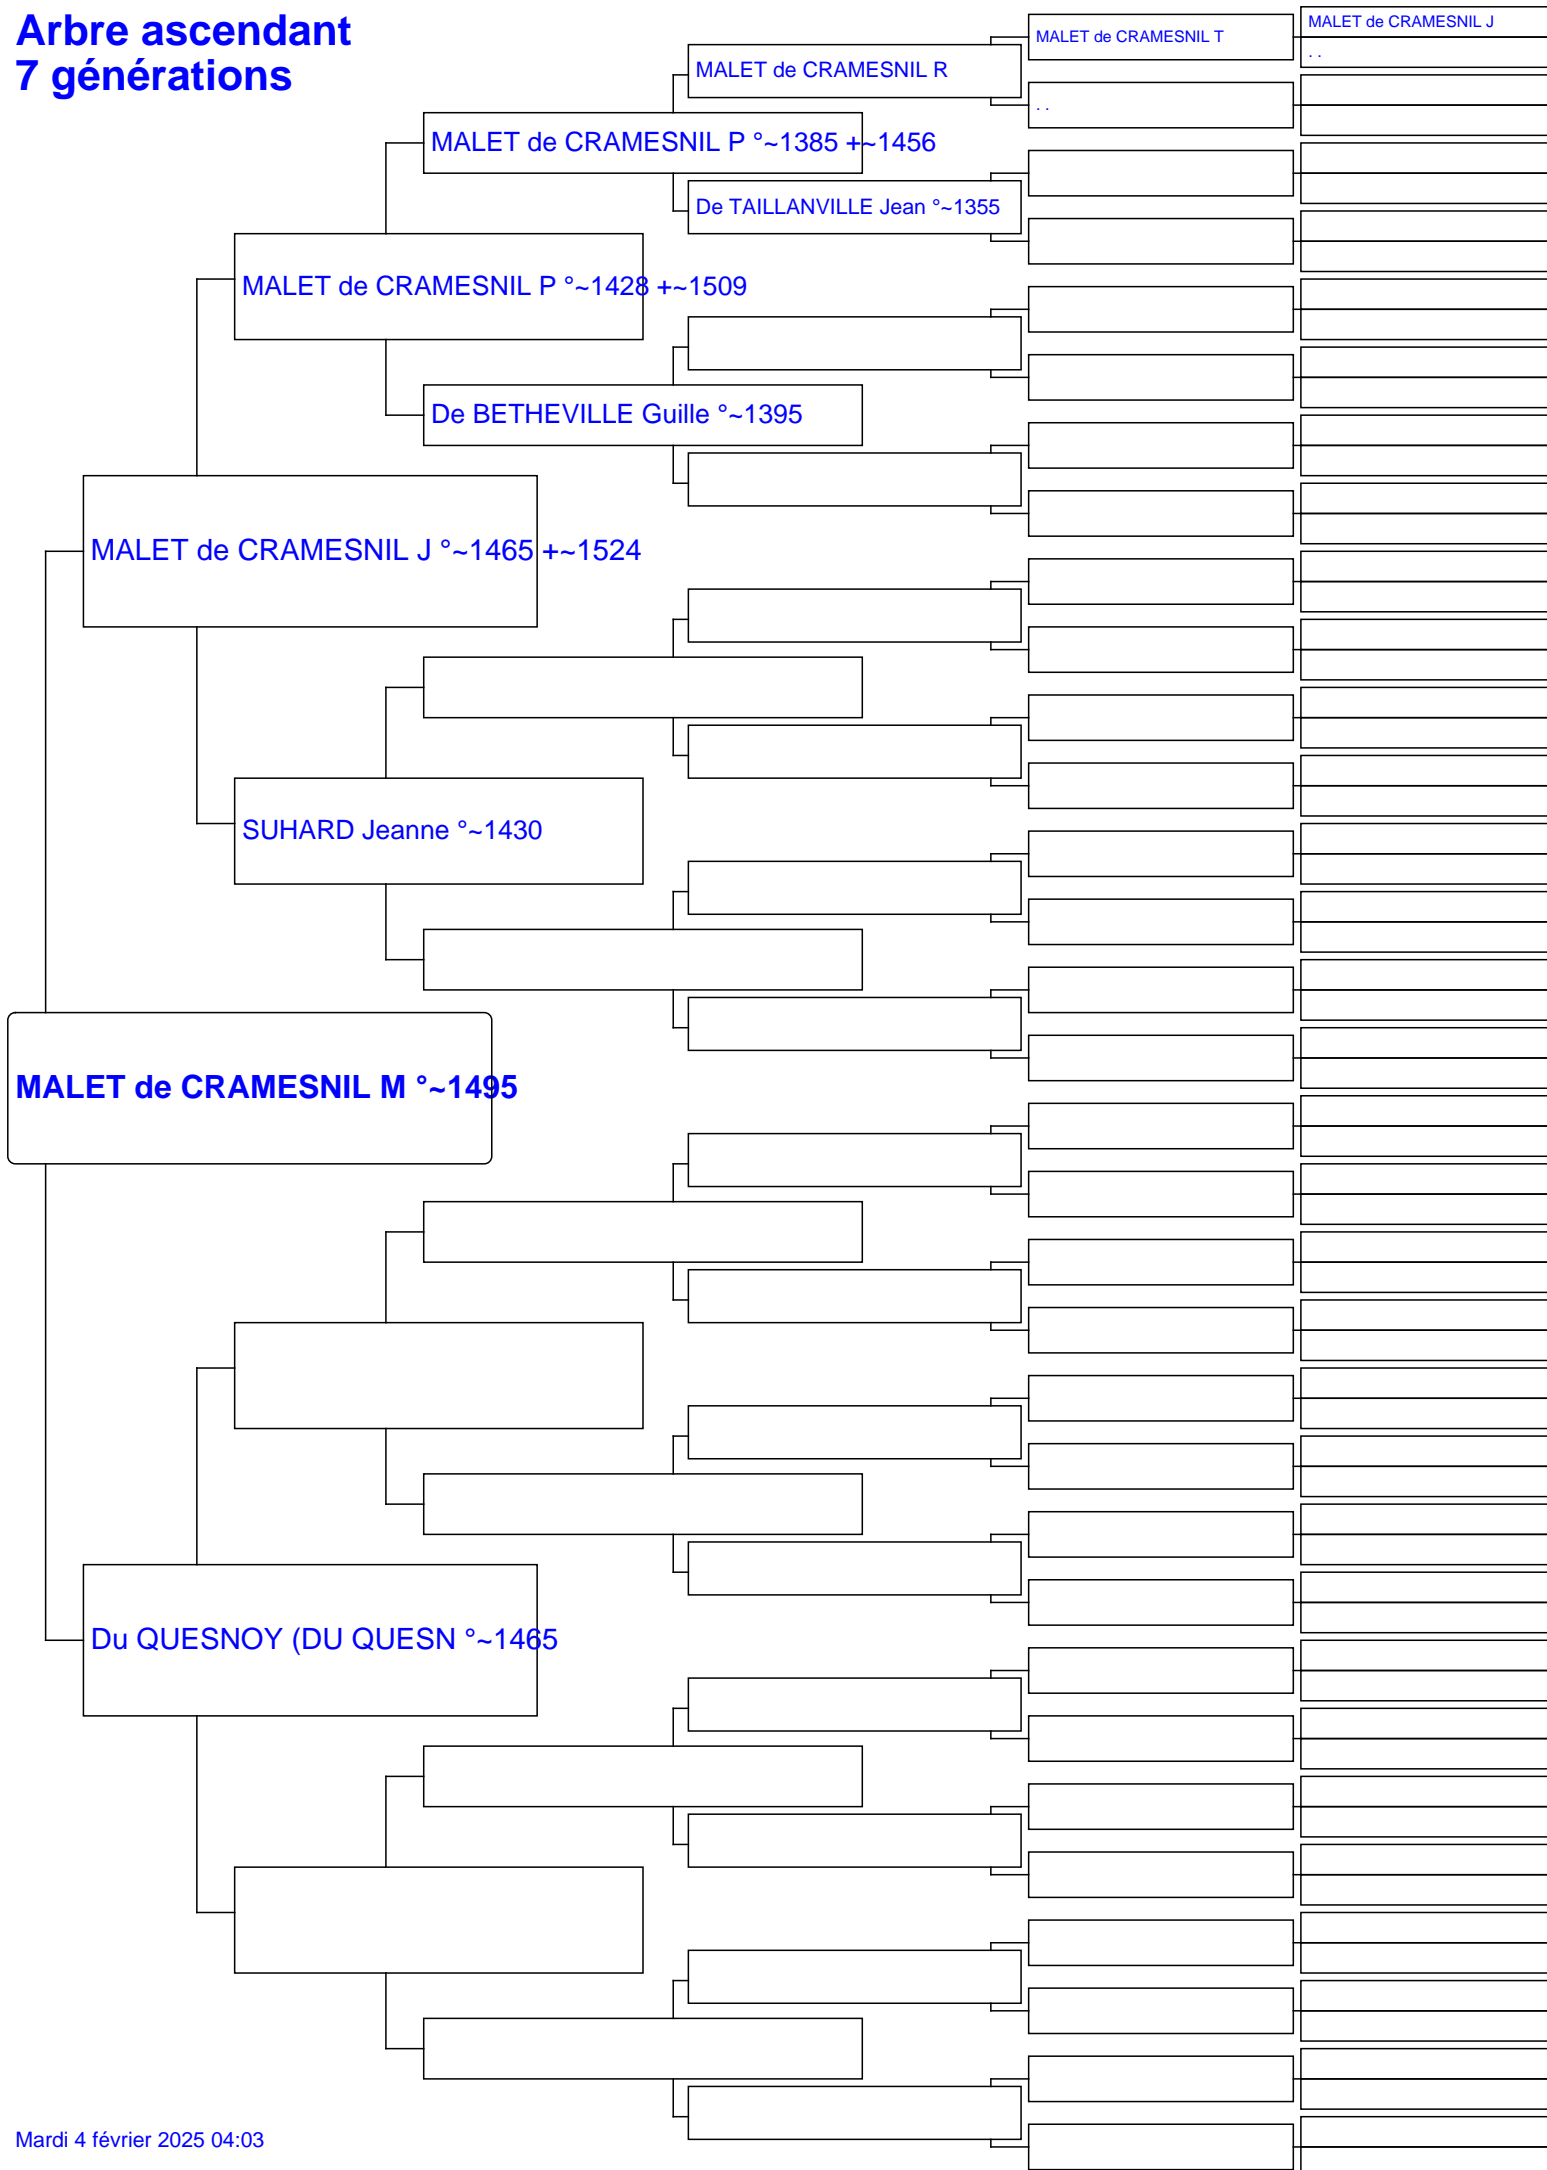 Arbre ascendant
7 générations
MALET de CRAMESNIL J
. .
MALET de CRAMESNIL T
. .
MALET de CRAMESNIL R
MALET de CRAMESNIL P °~1385 +~1456
De TAILLANVILLE Jean °~1355
MALET de CRAMESNIL P °~1428 +~1509
De BETHEVILLE Guille °~1395
MALET de CRAMESNIL J °~1465 +~1524
SUHARD Jeanne °~1430
MALET de CRAMESNIL M °~1495
Du QUESNOY (DU QUESN °~1465
Mardi 4 février 2025 04:03